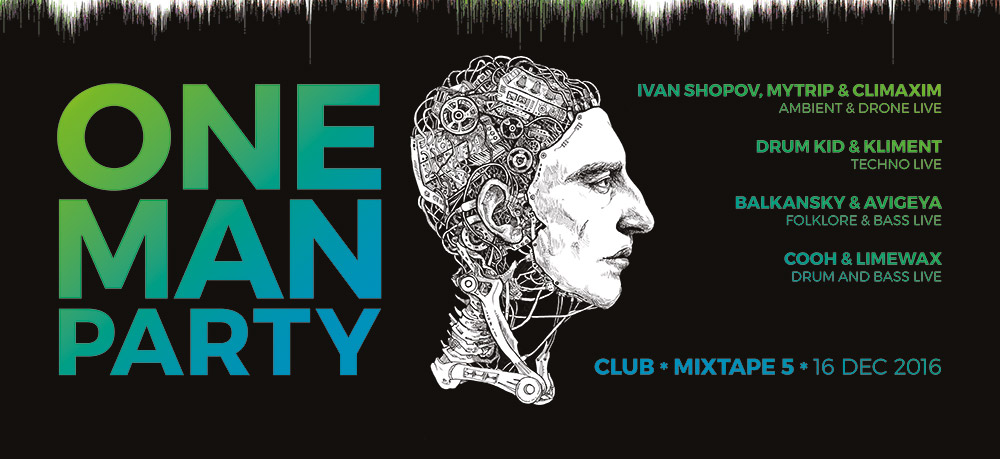 ONE
MAN
PARTY
IVAN SHOPOV, MYTRIP & CLIMAXIM
AMBIENT & DRONE LIVE
DRUM KID & KLIMENT
TECHNO LIVE
BALKANSKY & AVIGEYA
FOLKLORE & BASS LIVE
COOH & LIMEWAX
DRUM AND BASS LIVE
CLUB * MIXTAPE 5 * 16 DEC 2016